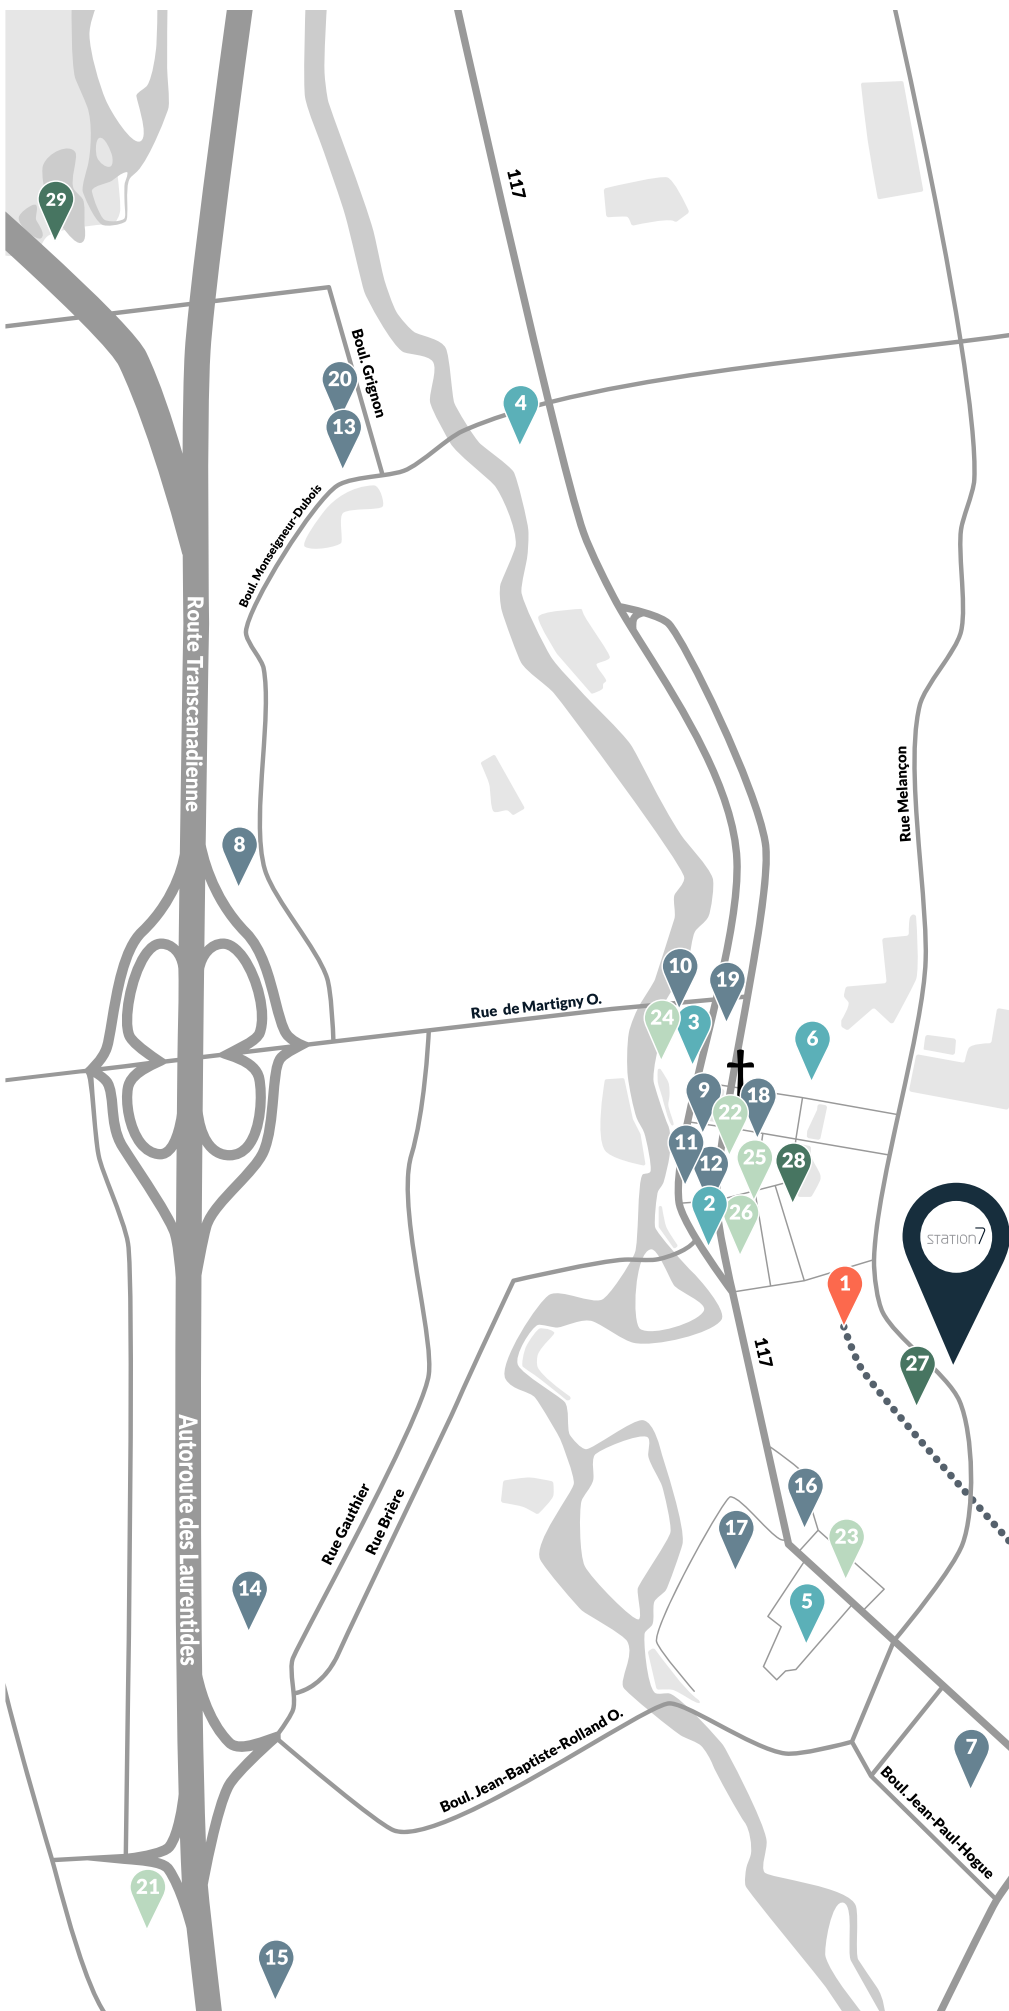 117
29
Boul. Grignon
20
4
13
Boul. Monseigneur-Dubois
Route Transcanadienne
Rue Melançon
8
10
19
Rue de Martigny O.
24
3
6
9
18
22
11
12
25
28
2
26
STATION7
1
117
27
Autoroute des Laurentides
Rue Gauthier
Rue Brière
16
17
23
14
5
Boul. Jean-Baptiste-Rolland O.
7
Boul. Jean-Paul-Hogue
21
15